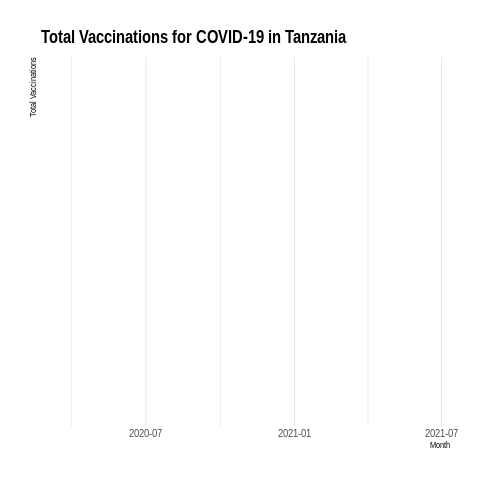 Total Vaccinations for COVID-19 in Tanzania
Total Vaccinations
2020-07
2021-01
2021-07
Month